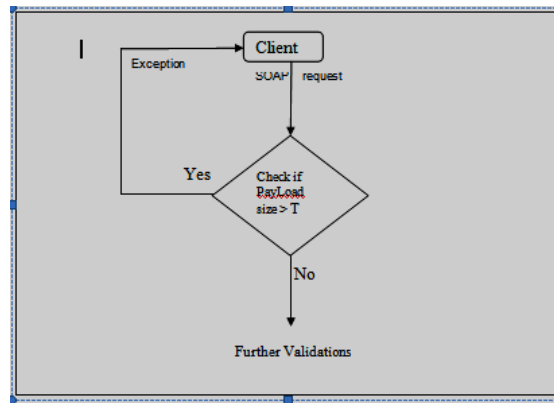 Client
Exception
SOAP request
Yes
Check if
PayLoad
size > T
No
Further Validations